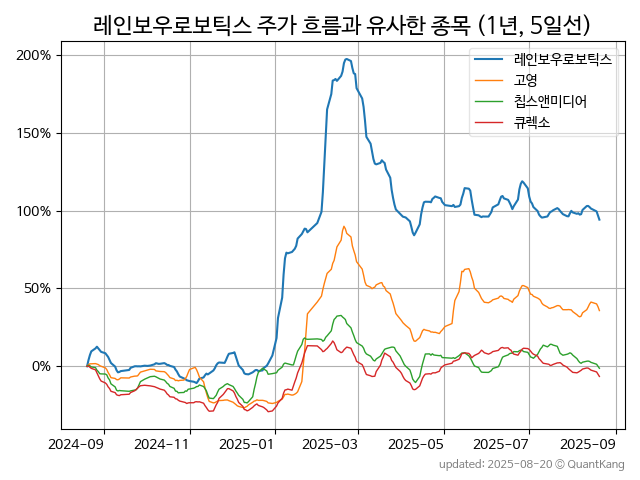 레인보우로보틱스 주가 흐름과 유사한 종목 (1년, 5일선)
레인보우로보틱스
고영
칩스앤미디어
큐렉소
200%
150%
100%
50%
0%
2024-09 2024-11 2025-01 2025-03 2025-05 2025-07 2025-09
updated: 2025-08-20 © QuantKang